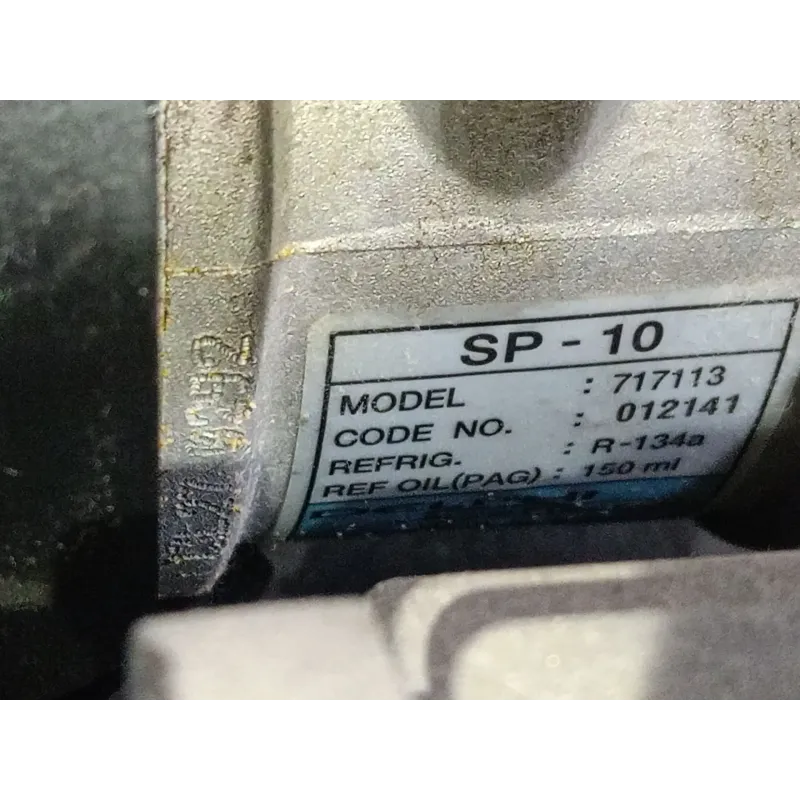 SP - 10
MODEL : 717113
CODE NO. : 012141
REFRIG. : R-134a
REF OIL(PAG) : 150 ml